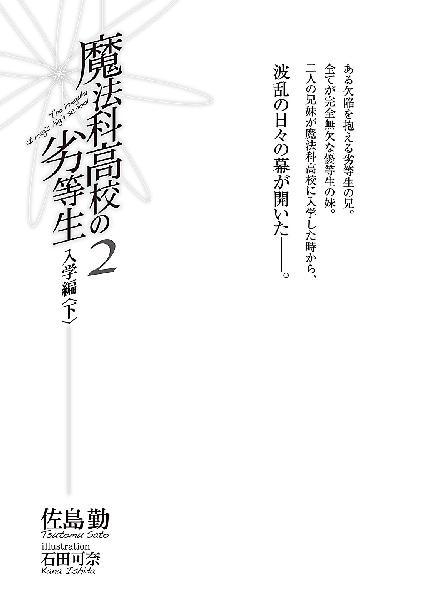 ある欠陥を抱える劣等生の兄。
全てが完全無欠な優等生の妹。
二人の兄妹が魔法科高校に入学した時から、
波乱の日々の幕が開いた――。
魔法科高校の
劣等生
The irregular
at magic high school
2
入学編〈下〉
佐島 勤
Tsutomu Sato
illustration
石田可奈
Kana Ishida